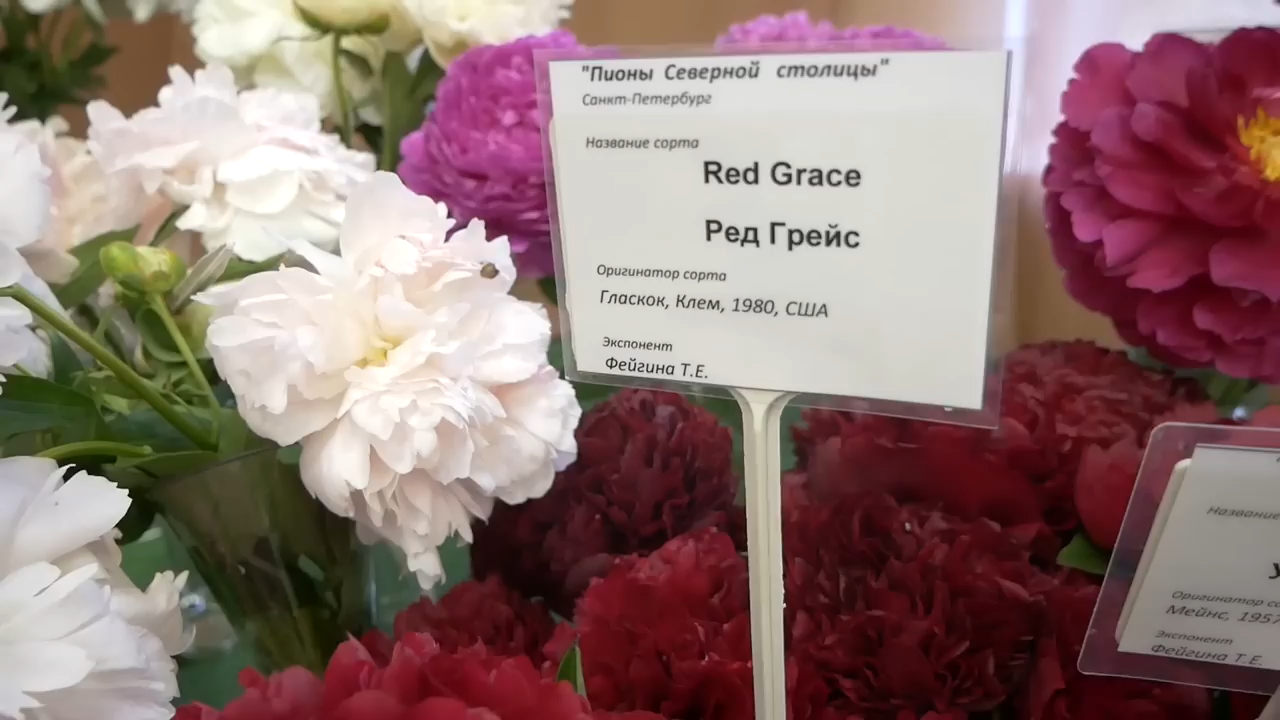 "Пионы Северной столицы"
Санкт-Петербург
Название сорта
Red Grace
Ред Грейс
Оригинатор сорта
Гласкок, Клем, 1980, США
Экспонент
Фейгина Т.Е.
Название
Оригинатор
Мейнс, 1957
Экспонент
Фейгина Т.Е.